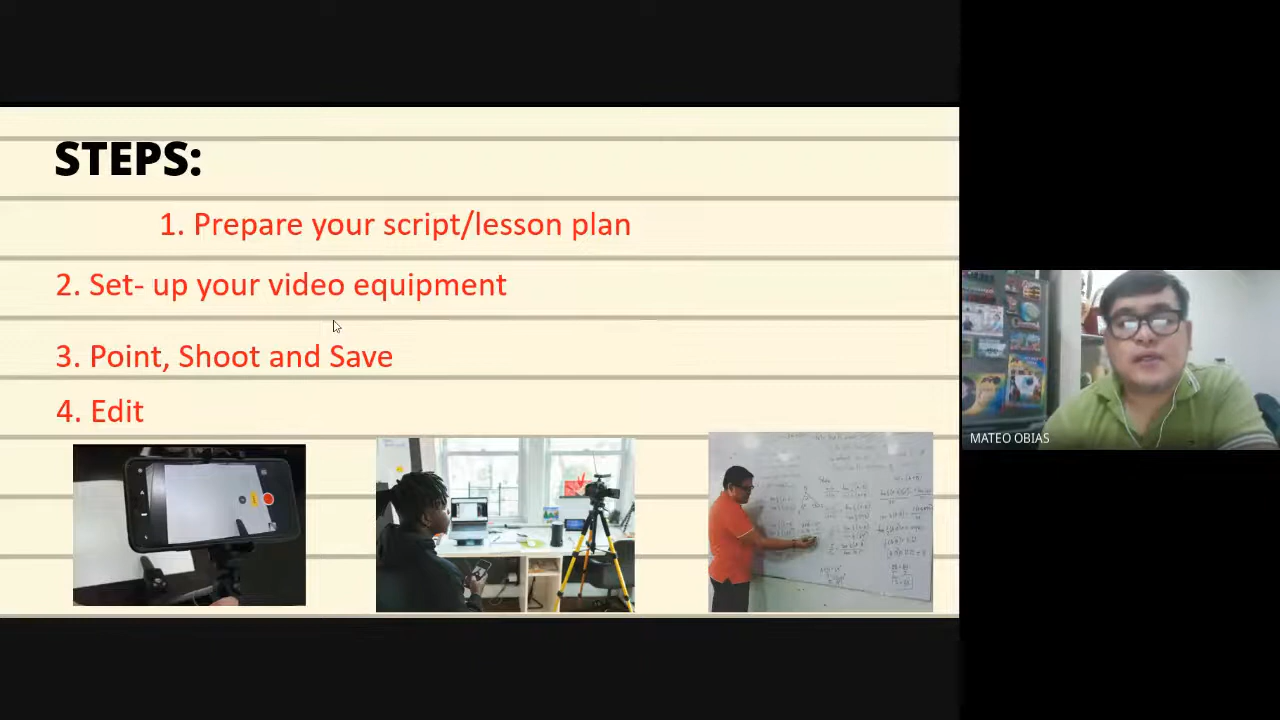 STEPS:
1. Prepare your script/lesson plan
2. Set- up your video equipment
3. Point, Shoot and Save
4. Edit
MATEO OBIAS